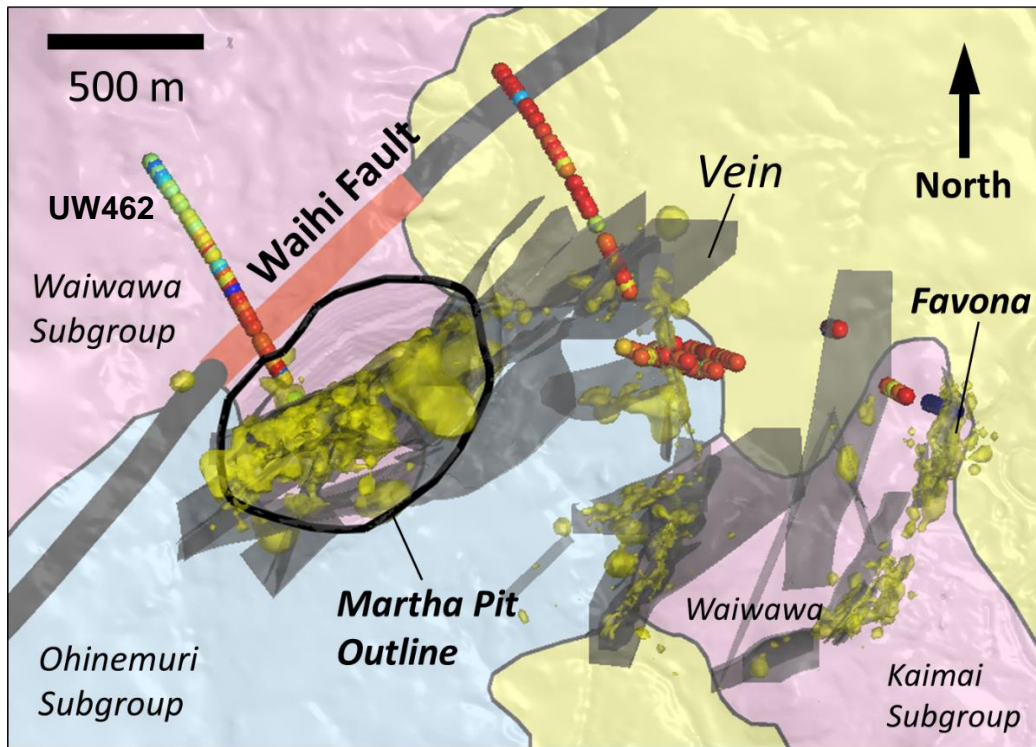 500 m
UW462
Waihi Fault
Vein
North
Waiwawa
Subgroup
Favona
Martha Pit
Outline
Waiwawa
Ohinemuri
Subgroup
Kaimai
Subgroup